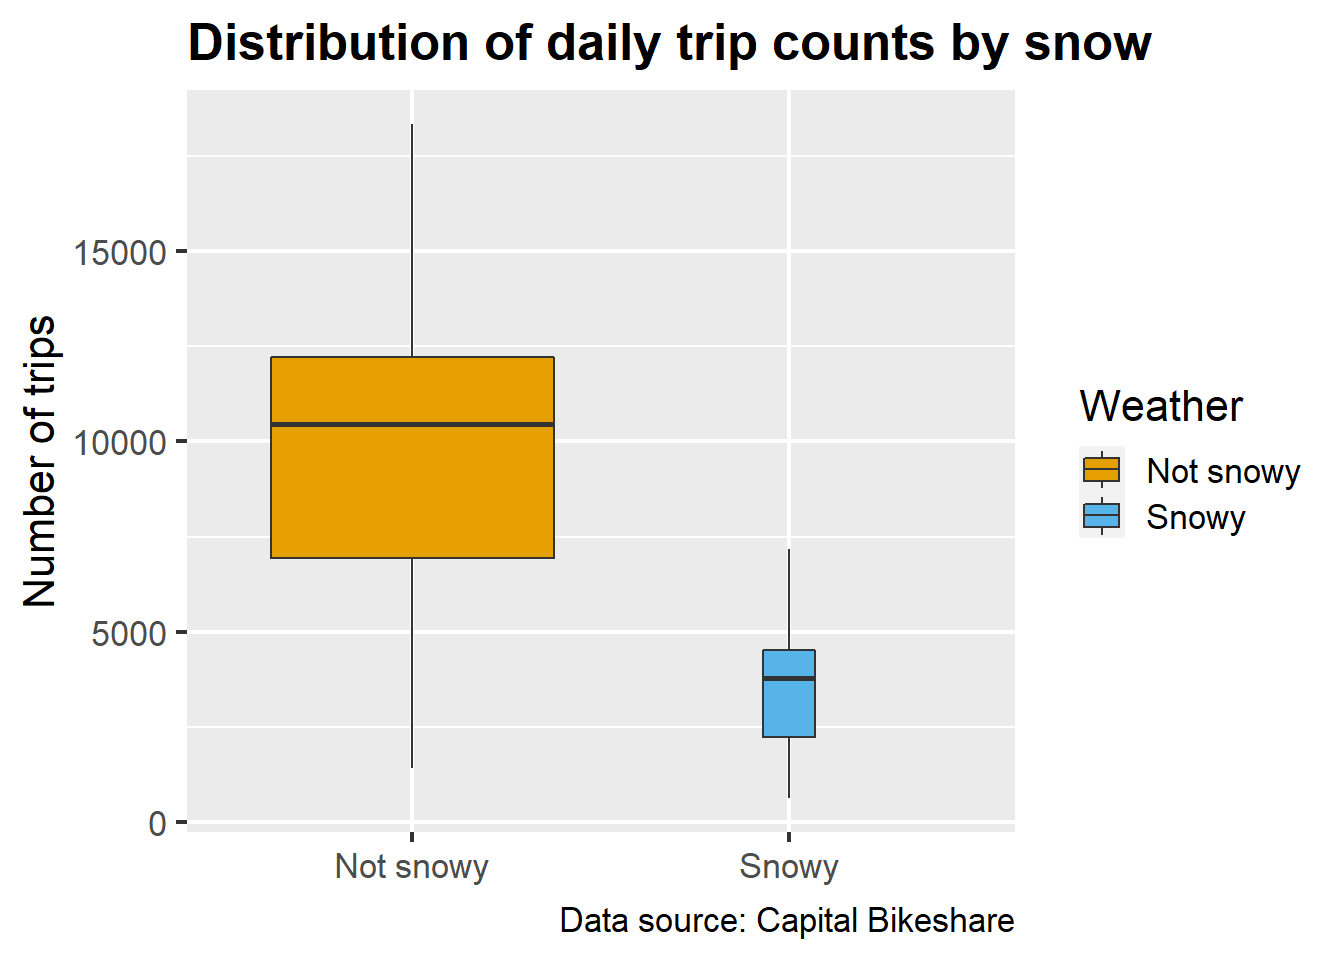 Distribution of daily trip counts by snow
Number of trips
15000
10000
5000
0
Not snowy
Snowy
Weather
Not snowy
Snowy
Data source: Capital Bikeshare